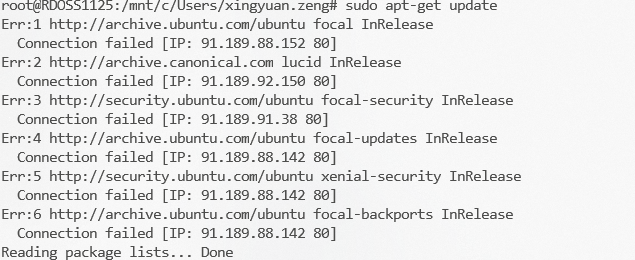 root@RDOSS1125:/mnt/c/Users/xingyuan.zeng# sudo apt-get update
Err:1 http://archive.ubuntu.com/ubuntu focal InRelease
  Connection failed [IP: 91.189.88.152 80]
Err:2 http://archive.canonical.com lucid InRelease
  Connection failed [IP: 91.189.92.150 80]
Err:3 http://security.ubuntu.com/ubuntu focal-security InRelease
  Connection failed [IP: 91.189.91.38 80]
Err:4 http://archive.ubuntu.com/ubuntu focal-updates InRelease
  Connection failed [IP: 91.189.88.142 80]
Err:5 http://security.ubuntu.com/ubuntu xenial-security InRelease
  Connection failed [IP: 91.189.88.142 80]
Err:6 http://archive.ubuntu.com/ubuntu focal-backports InRelease
  Connection failed [IP: 91.189.88.142 80]
Reading package lists... Done